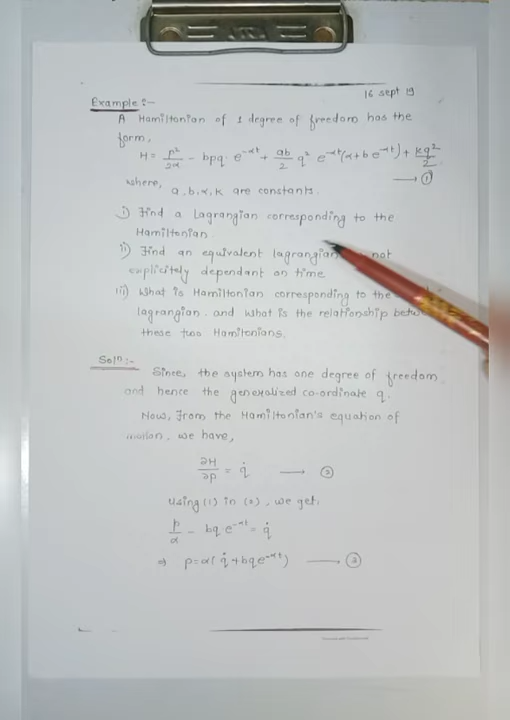 16 sept 19
Example:-
A Hamiltonian of 1 degree of freedom has the
form,
H = p²/2α - bpq e^-αt + ab/2 q² e^-αt(α+b e^-αt) + kq²/2 → ①
where,
a, b, α, k are constants.
i) Find a Lagrangian corresponding to the
Hamiltonian
ii) Find an equivalent lagrangian not
explicitely dependant on time
iii) What is Hamiltonian corresponding to the
lagrangian. and what is the relationship
these two Hamiltonians.
Solⁿ:-
Since, the system has one degree of freedom
and hence the generalized co-ordinate q.
Now, From the Hamiltonian's equation of
motion, we have,
∂H/∂p = q̇ → ②
using (1) in (2), we get,
p/α - bq e^-αt = q̇
⇒ p = α( q̇ + bq e^-αt ) → ③